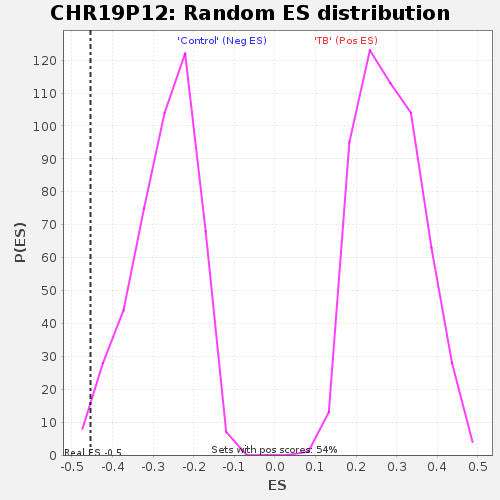 CHR19P12: Random ES distribution
'Control' (Neg ES) 'TB' (Pos ES)
P(ES)
120
110
100
90
80
70
60
50
40
30
20
10
0
Real ES -0.5
Sets with pos scores: 54%
-0.5 -0.4 -0.3 -0.2 -0.1 0.0 0.1 0.2 0.3 0.4 0.5
ES